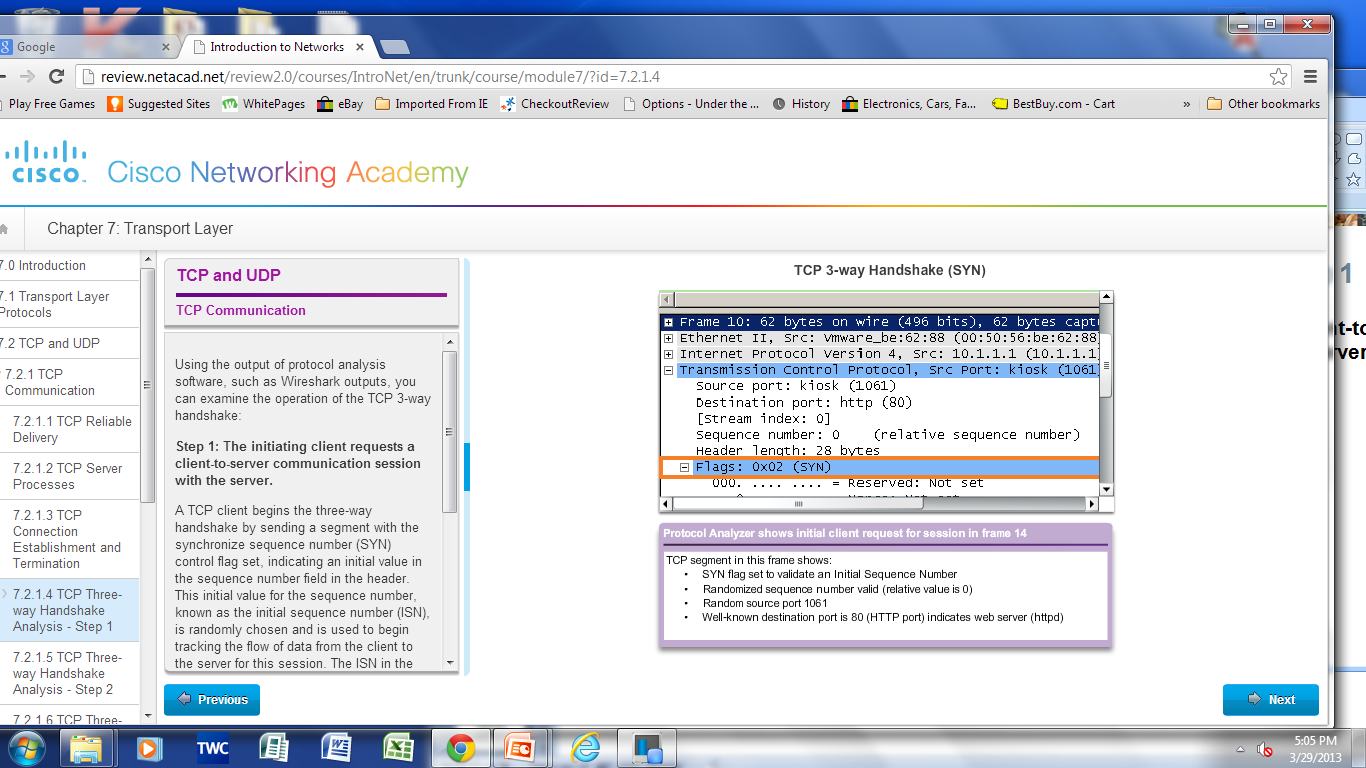 Google
Introduction to Networks
review.netacad.net/review2.0/courses/IntroNet/en/trunk/course/module7/?id=7.2.1.4
Play Free Games
Suggested Sites
WhitePages
eBay
Imported From IE
CheckoutReview
Options - Under the ...
History
Electronics, Cars, Fa...
BestBuy.com - Cart
»
Other bookmarks
CISCO. Cisco Networking Academy
Chapter 7: Transport Layer
7.0 Introduction
7.1 Transport Layer
Protocols
7.2 TCP and UDP
7.2.1 TCP
Communication
7.2.1.1 TCP Reliable
Delivery
7.2.1.2 TCP Server
Processes
7.2.1.3 TCP
Connection
Establishment and
Termination
7.2.1.4 TCP Three-
way Handshake
Analysis - Step 1
7.2.1.5 TCP Three-
way Handshake
Analysis - Step 2
7.2.1.6 TCP Three-
TCP and UDP
TCP Communication
Using the output of protocol analysis
software, such as Wireshark outputs, you
can examine the operation of the TCP 3-way
handshake:
Step 1: The initiating client requests a
client-to-server communication session
with the server.
A TCP client begins the three-way
handshake by sending a segment with the
synchronize sequence number (SYN)
control flag set, indicating an initial value in
the sequence number field in the header.
This initial value for the sequence number,
known as the initial sequence number (ISN),
is randomly chosen and is used to begin
tracking the flow of data from the client to
the server for this session. The ISN in the
Previous
TCP 3-way Handshake (SYN)
Frame 10: 62 bytes on wire (496 bits), 62 bytes capt
Ethernet II, Src: Vmware_be:62:88 (00:50:56:be:62:88)
Internet Protocol Version 4, Src: 10.1.1.1 (10.1.1.1)
Transmission Control Protocol, Src Port: kiosk (1061)
Source port: kiosk (1061)
Destination port: http (80)
[Stream index: 0]
Sequence number: 0 (relative sequence number)
Header length: 28 bytes
Flags: 0x02 (SYN)
000. .... .... = Reserved: Not set
Protocol Analyzer shows initial client request for session in frame 14
TCP segment in this frame shows:
• SYN flag set to validate an Initial Sequence Number
• Randomized sequence number valid (relative value is 0)
• Random source port 1061
• Well-known destination port is 80 (HTTP port) indicates web server (httpd)
Next
1
TWC
5:05 PM
3/29/2013